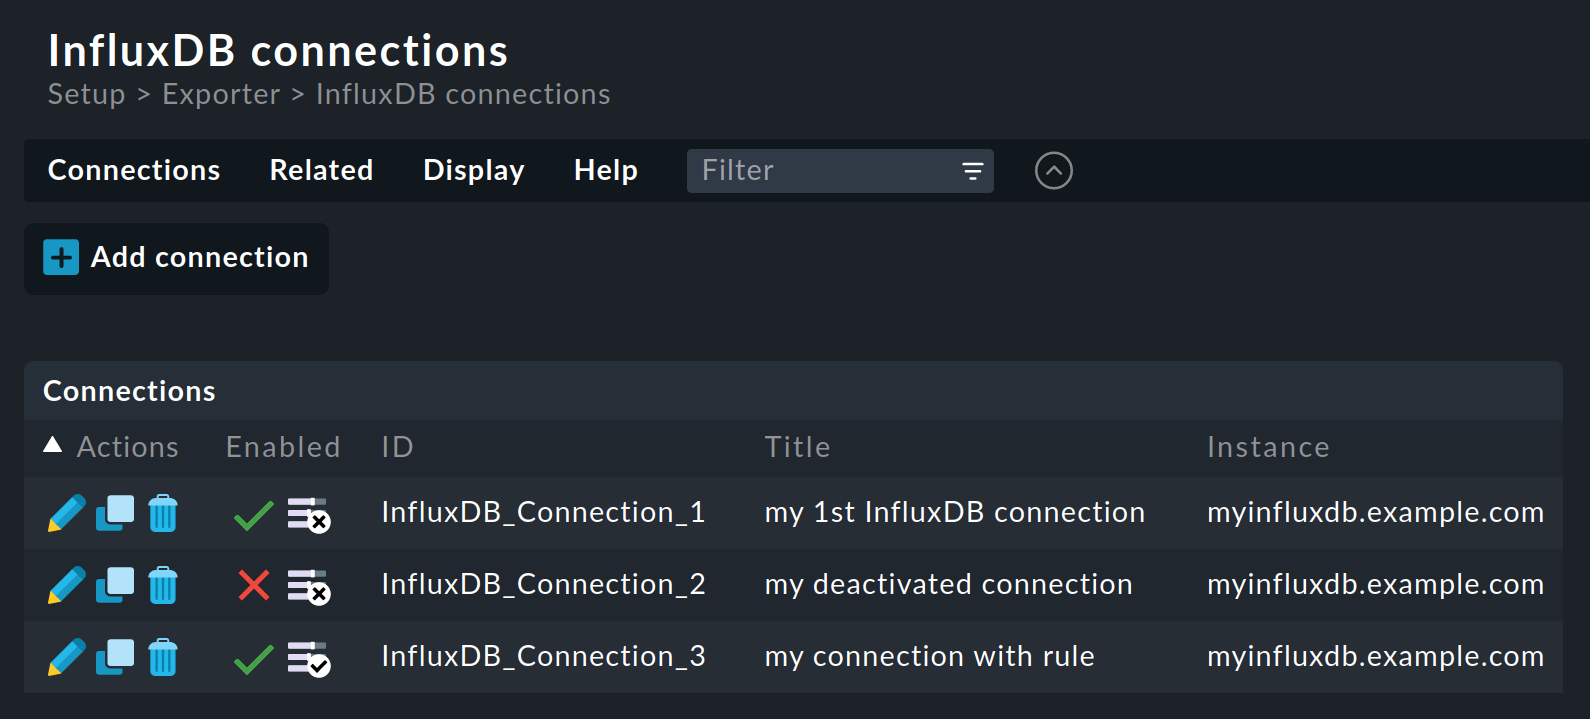 InfluxDB connections
Setup > Exporter > InfluxDB connections
Connections Related Display Help Filter
Add connection
Connections
Actions Enabled ID Title Instance
InfluxDB_Connection_1 my 1st InfluxDB connection myinfluxdb.example.com
InfluxDB_Connection_2 my deactivated connection myinfluxdb.example.com
InfluxDB_Connection_3 my connection with rule myinfluxdb.example.com